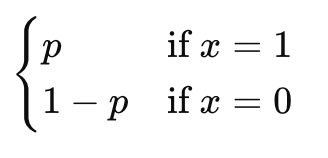 p if x = 1
1 − p if x = 0